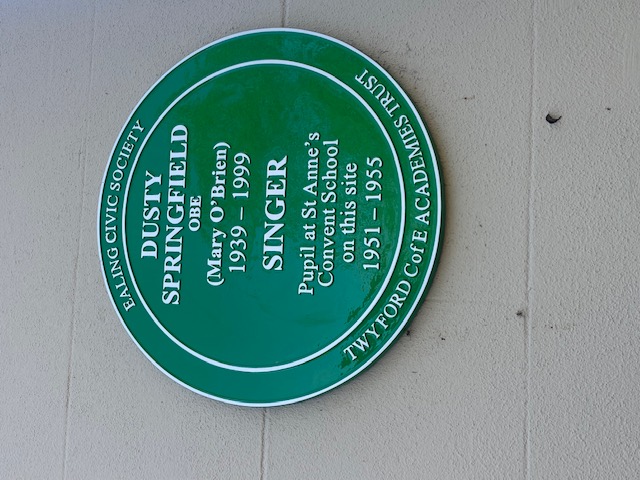 EALING CIVIC SOCIETY
DUSTY
SPRINGFIELD
OBE
(Mary O'Brien)
1939 – 1999
SINGER
Pupil at St Anne's
Convent School
on this site
1951 – 1955
TWYFORD CofE ACADEMIES TRUST